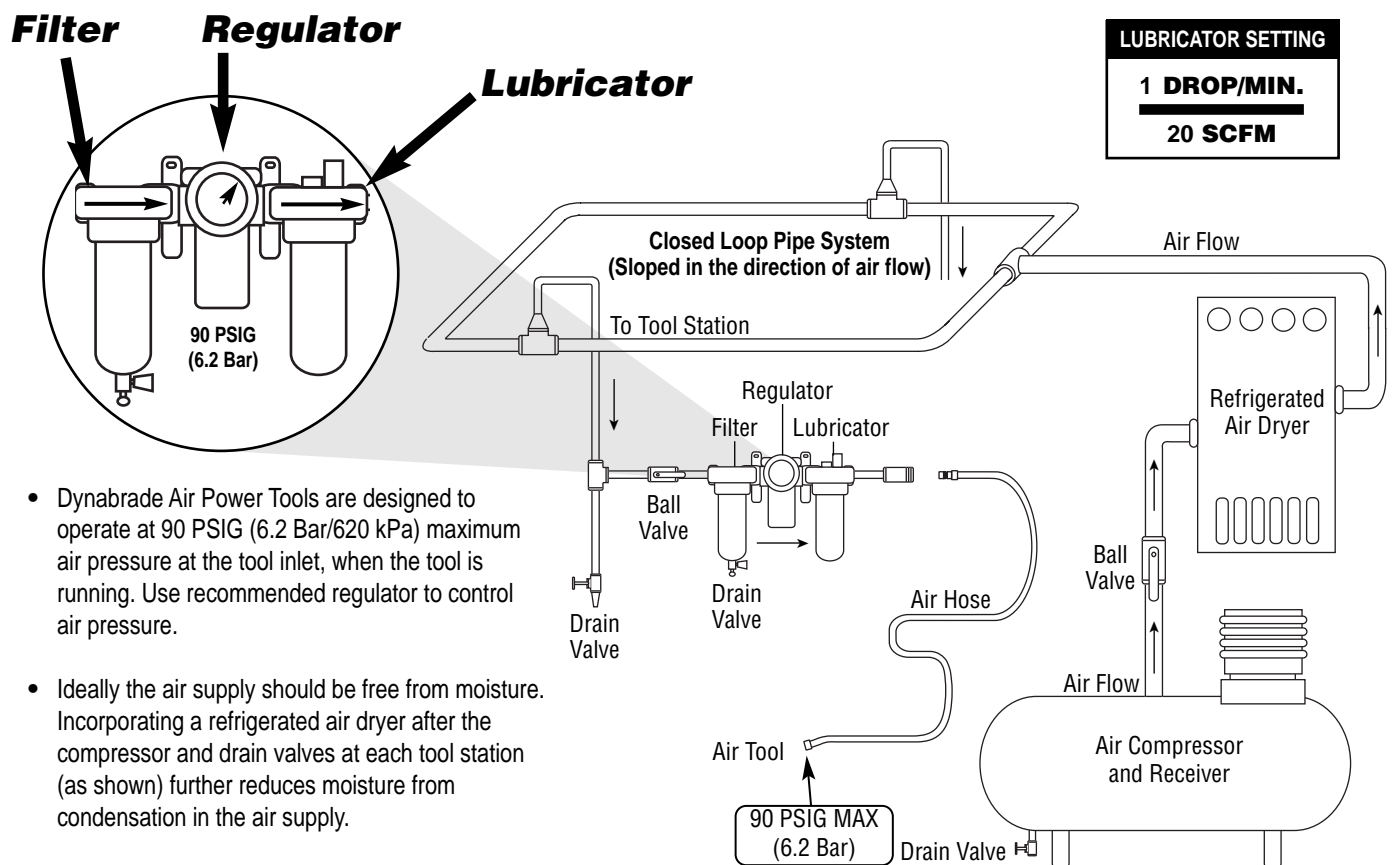 Filter
Regulator
Lubricator
LUBRICATOR SETTING
1 DROP/MIN.
20 SCFM
90 PSIG
(6.2 Bar)
Closed Loop Pipe System
(Sloped in the direction of air flow)
Air Flow
To Tool Station
Refrigerated
Air Dryer
Regulator
Filter
Lubricator
Ball
Valve
Drain
Valve
Drain
Valve
Air Hose
Ball
Valve
Air Flow
Air Compressor
and Receiver
Air Tool
90 PSIG MAX
(6.2 Bar)
Drain Valve
• Dynabrade Air Power Tools are designed to
operate at 90 PSIG (6.2 Bar/620 kPa) maximum
air pressure at the tool inlet, when the tool is
running. Use recommended regulator to control
air pressure.
• Ideally the air supply should be free from moisture.
Incorporating a refrigerated air dryer after the
compressor and drain valves at each tool station
(as shown) further reduces moisture from
condensation in the air supply.